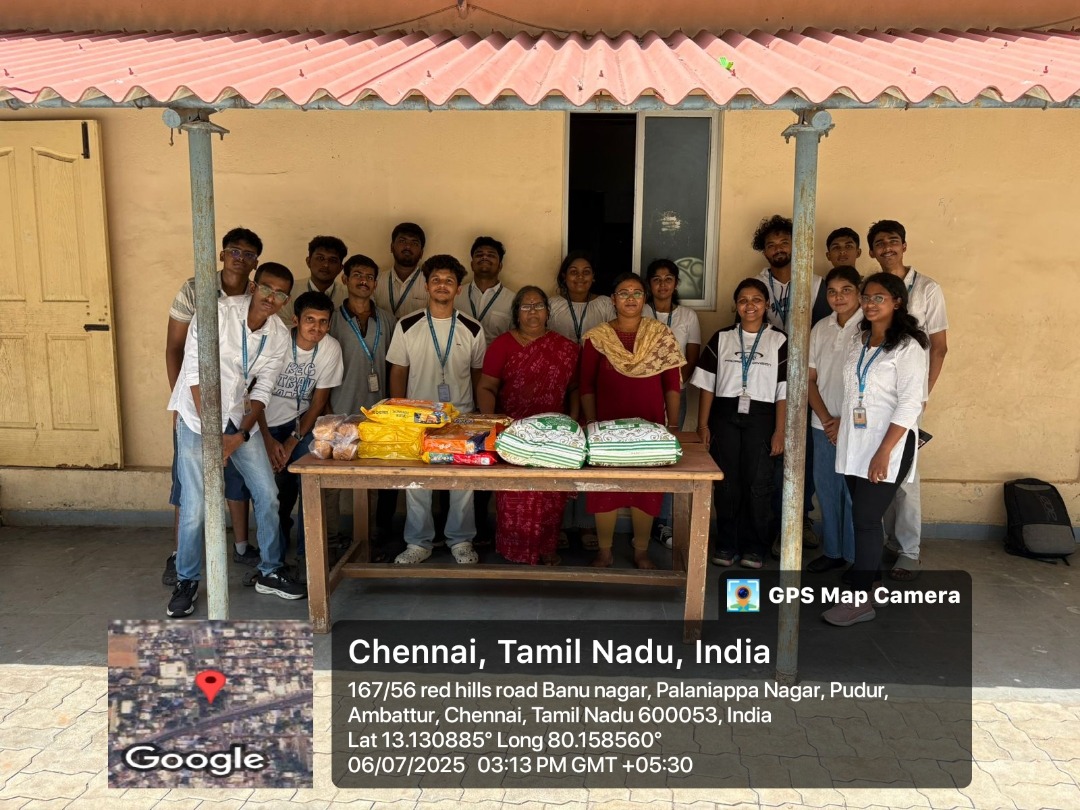 REC
GPS Map Camera
Chennai, Tamil Nadu, India
167/56 red hills road Banu nagar, Palaniappa Nagar, Pudur,
Ambattur, Chennai, Tamil Nadu 600053, India
Lat 13.130885° Long 80.158560°
06/07/2025 03:13 PM GMT +05:30
Google